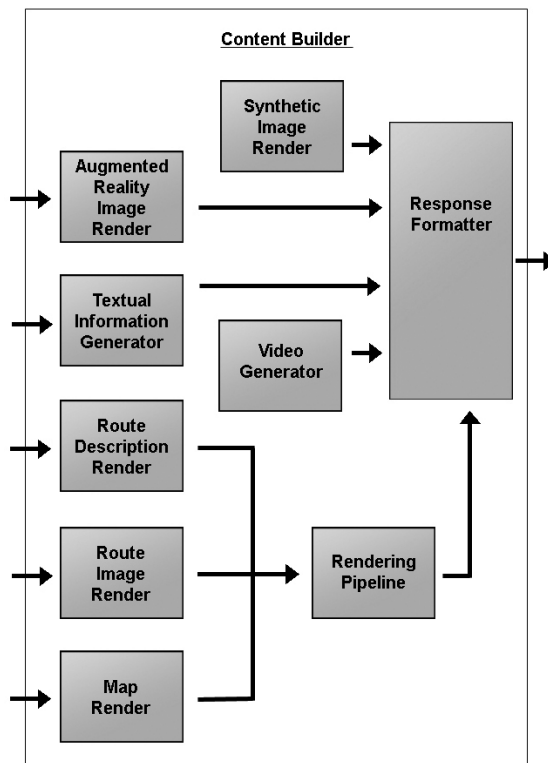 Content Builder
Synthetic
Image
Render
Augmented
Reality
Image
Render
Response
Formatter
Textual
Information
Generator
Video
Generator
Route
Description
Render
Route
Image
Render
Rendering
Pipeline
Map
Render